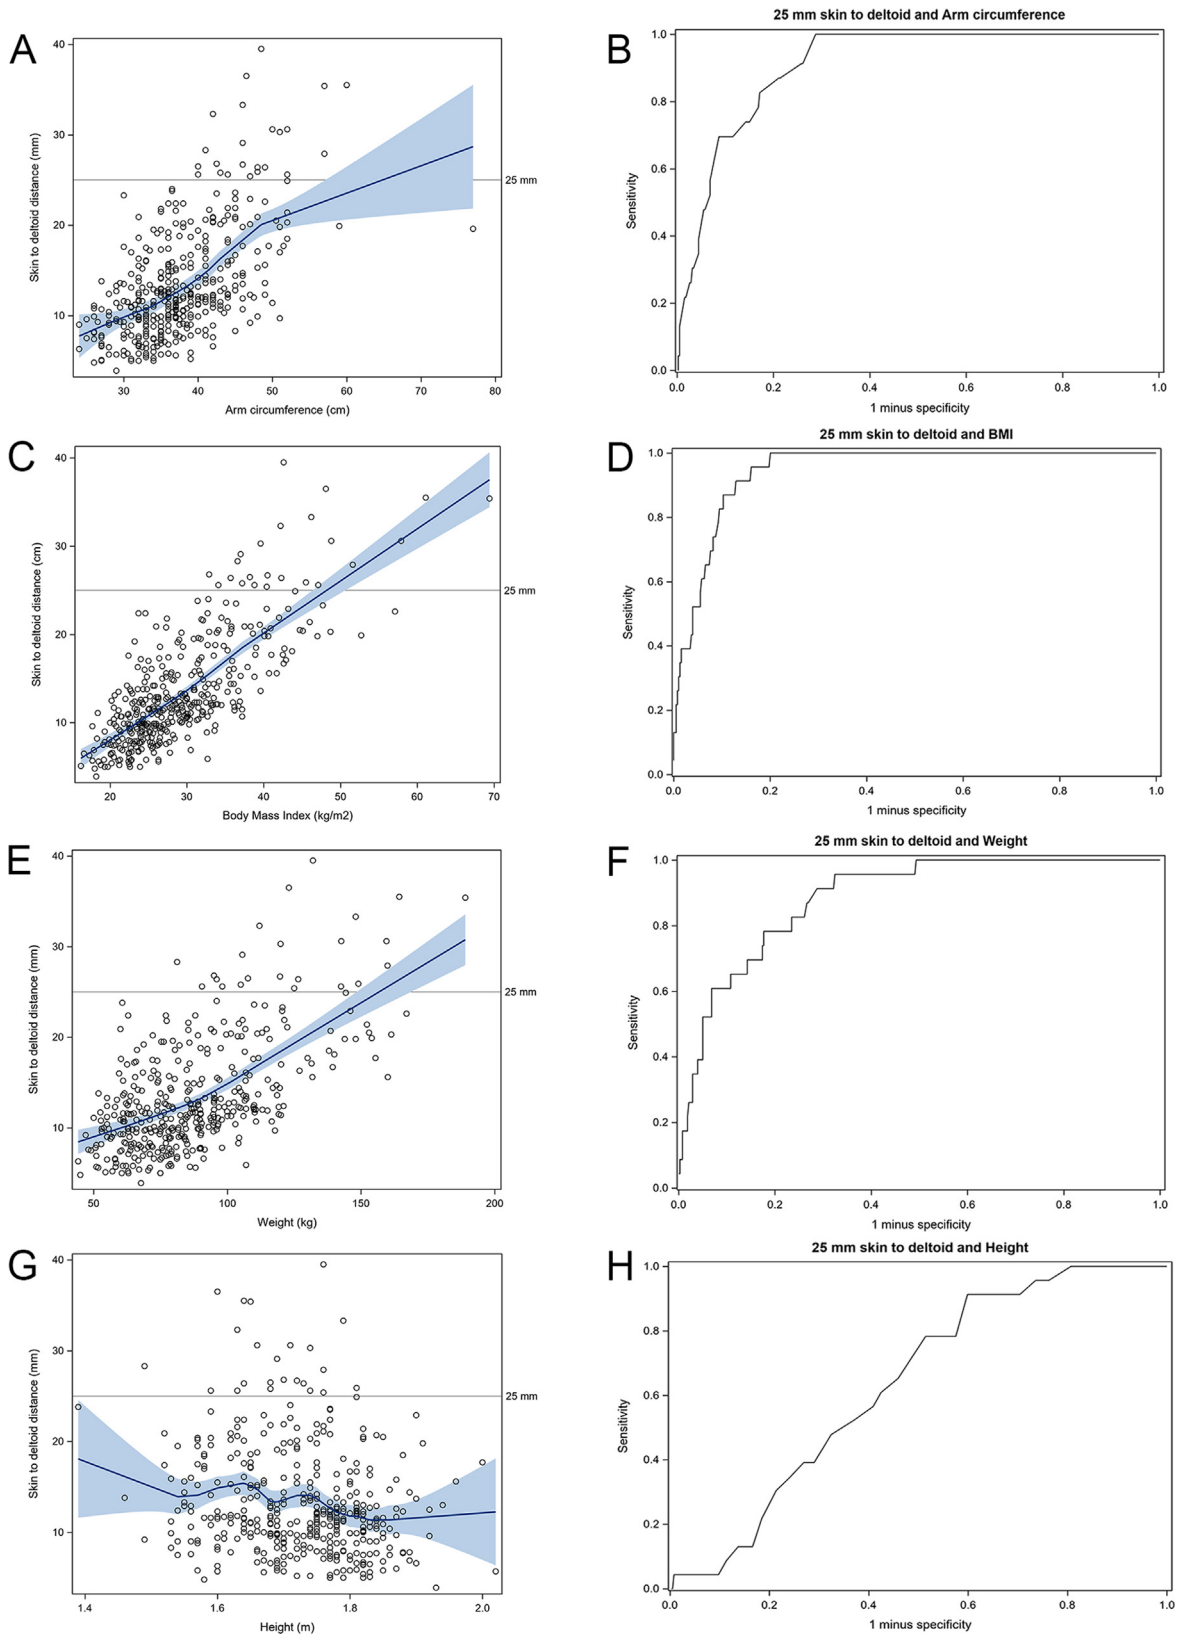 A
40
30
20
10
Skin to deltoid distance (mm)
25 mm
30 40 50 60 70 80
Arm circumference (cm)
B
25 mm skin to deltoid and Arm circumference
1.0
0.8
0.6
0.4
0.2
0.0
Sensitivity
0.0 0.2 0.4 0.6 0.8 1.0
1 minus specificity
C
40
30
20
10
Skin to deltoid distance (cm)
25 mm
20 30 40 50 60 70
Body Mass Index (kg/m2)
D
25 mm skin to deltoid and BMI
1.0
0.8
0.6
0.4
0.2
0.0
Sensitivity
0.0 0.2 0.4 0.6 0.8 1.0
1 minus specificity
E
40
30
20
10
Skin to deltoid distance (mm)
25 mm
50 100 150 200
Weight (kg)
F
25 mm skin to deltoid and Weight
1.0
0.8
0.6
0.4
0.2
0.0
Sensitivity
0.0 0.2 0.4 0.6 0.8 1.0
1 minus specificity
G
40
30
20
10
Skin to deltoid distance (mm)
25 mm
1.4 1.6 1.8 2.0
Height (m)
H
25 mm skin to deltoid and Height
1.0
0.8
0.6
0.4
0.2
0.0
Sensitivity
0.0 0.2 0.4 0.6 0.8 1.0
1 minus specificity